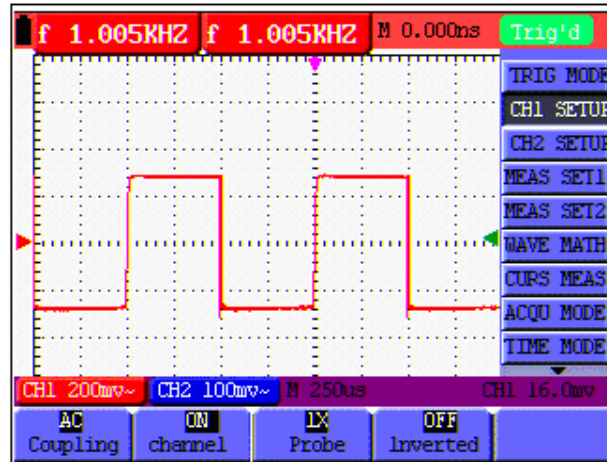 f 1.005KHZ f 1.005KHZ M 0.000ns Trig'd
TRIG MODE
CH1 SETUP
CH2 SETUP
MEAS SET1
MEAS SET2
WAVE MATH
CURS MEAS
ACQU MODE
TIME MODE
CH1 200mv~ CH2 100mv~ M 250us CH1 16.0mv
AC ON 1X OFF
Coupling channel Probe Inverted